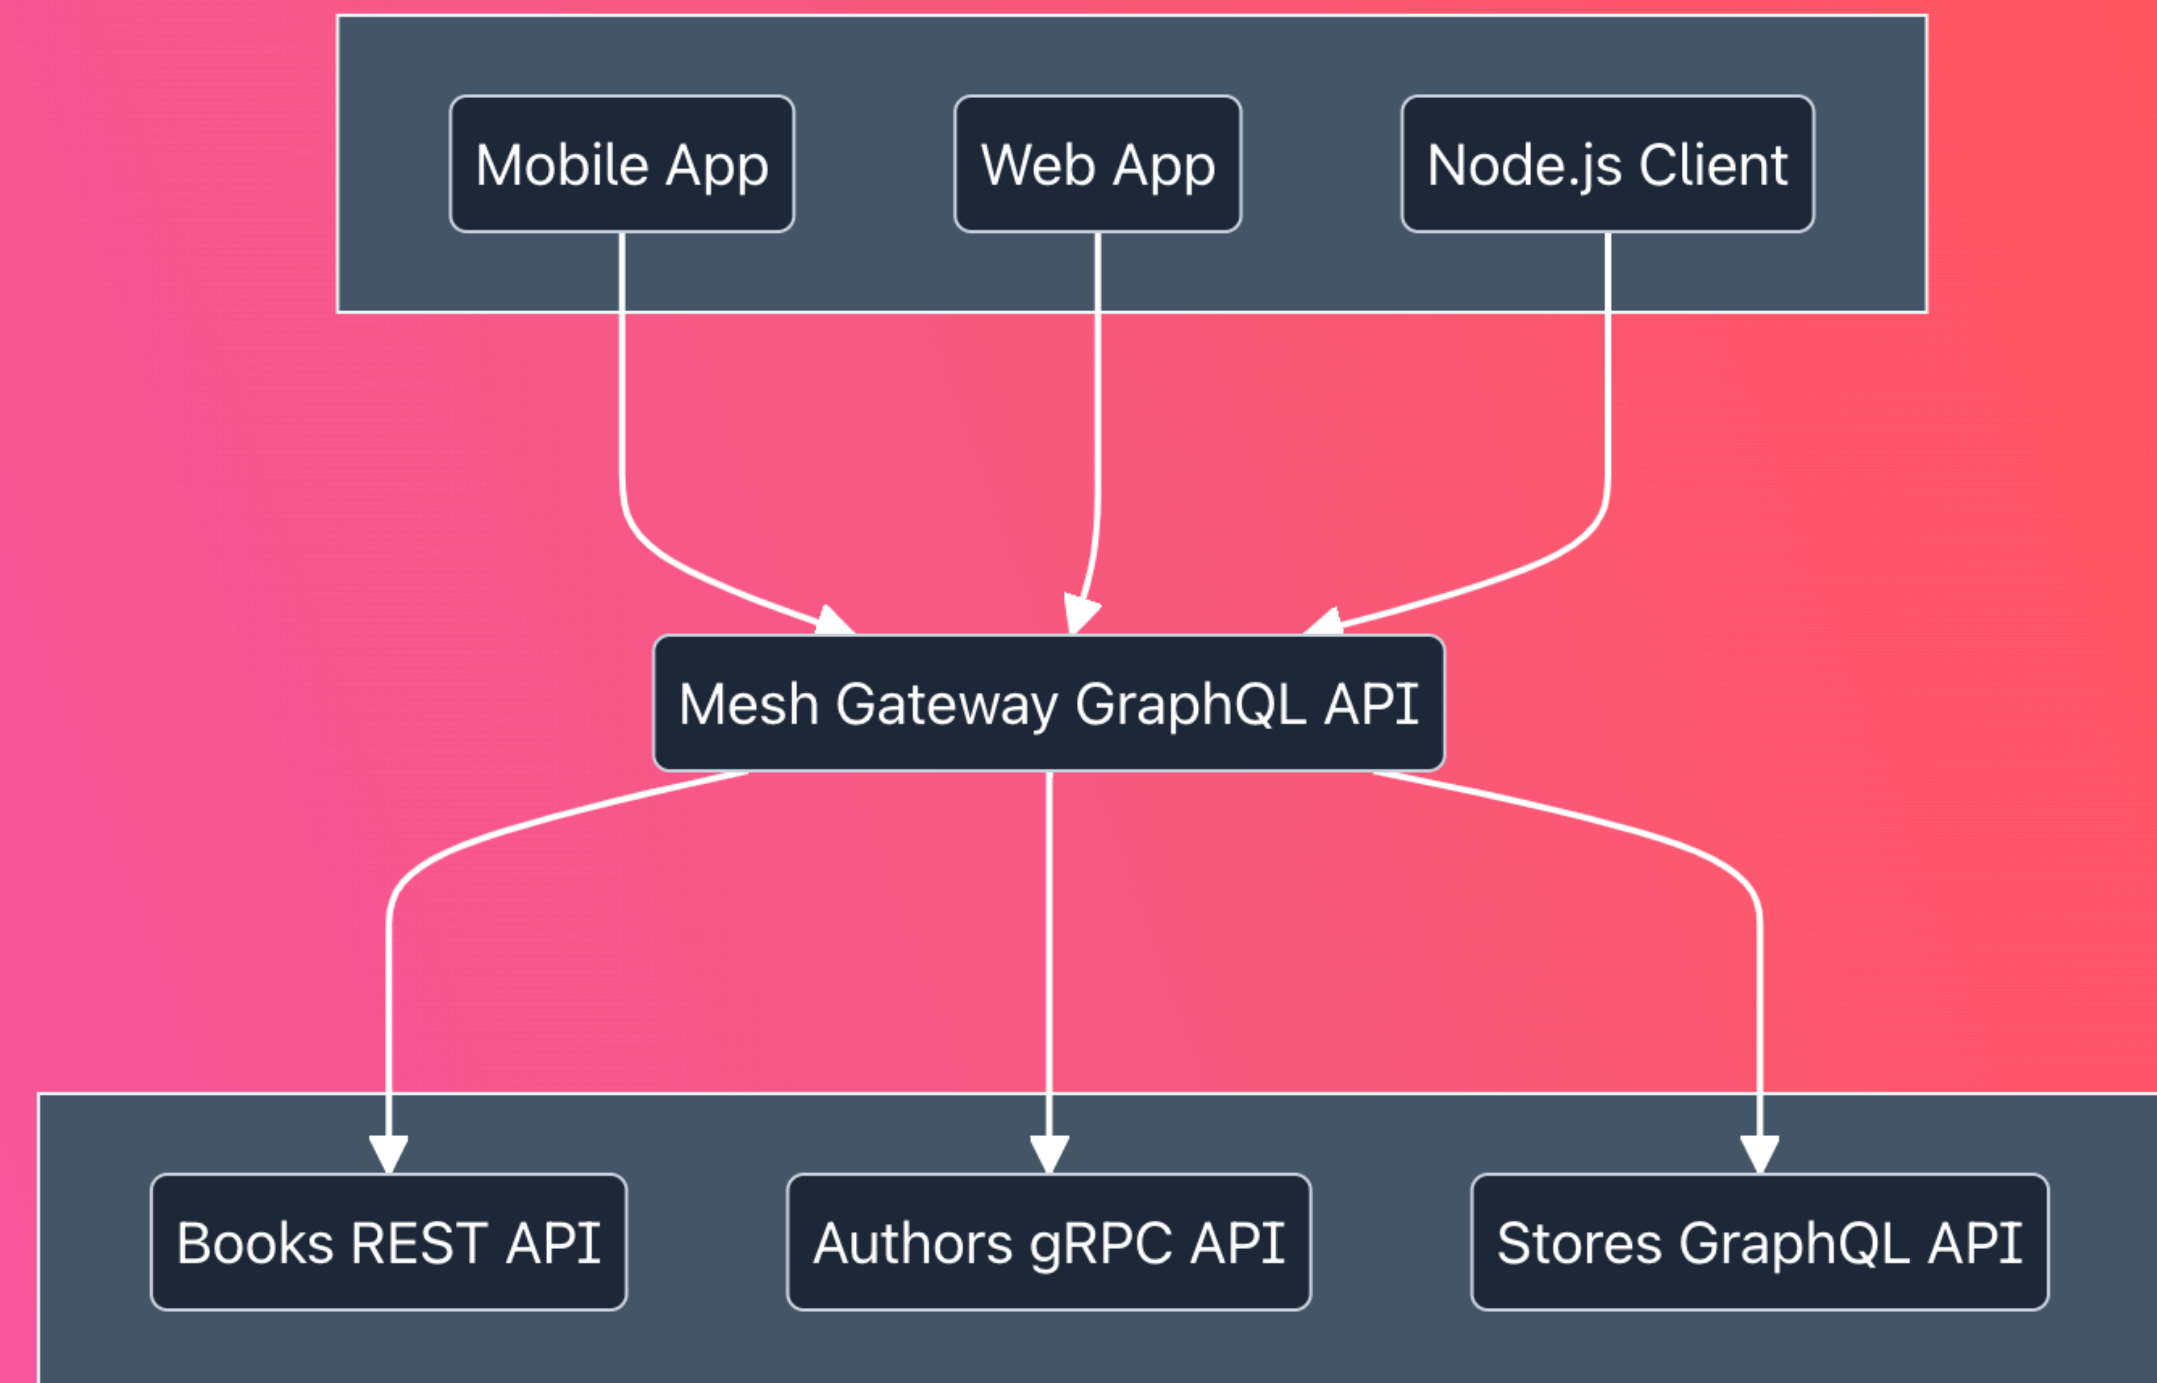 Mobile App
Web App
Node.js Client
Mesh Gateway GraphQL API
Books REST API
Authors gRPC API
Stores GraphQL API